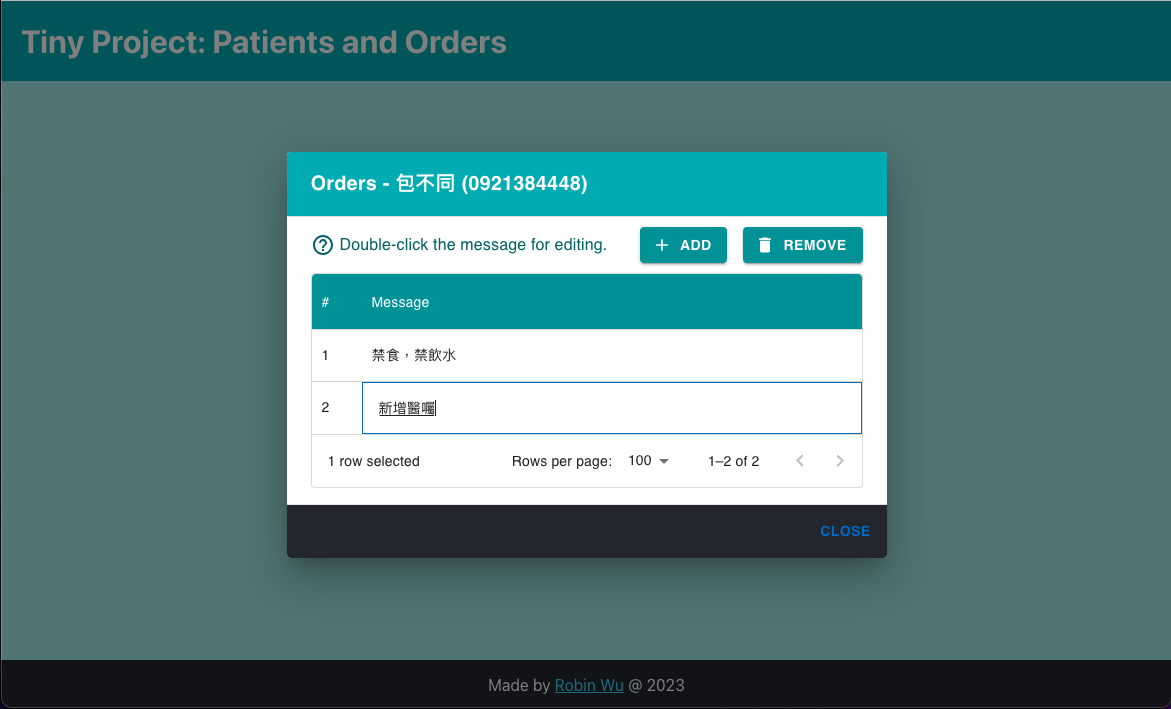 Tiny Project: Patients and Orders
Orders - 包不同 (0921384448)
Double-click the message for editing.
ADD
REMOVE
# Message
1 禁食，禁飲水
2 新增醫囑
1 row selected Rows per page: 100 1–2 of 2
CLOSE
Made by Robin Wu @ 2023